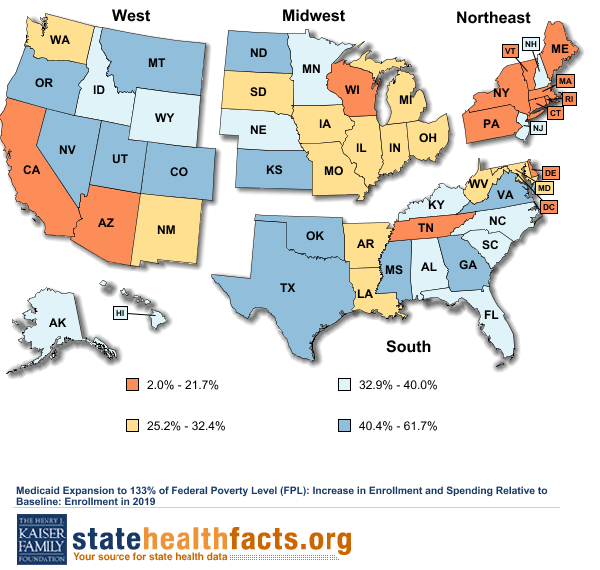 West
Midwest
Northeast
WA
OR
CA
NV
ID
MT
WY
UT
CO
AZ
NM
AK
HI
ND
SD
NE
KS
MN
IA
MO
WI
IL
MI
IN
OH
ME
NH
VT
MA
NY
RI
CT
PA
NJ
DE
MD
DC
WV
VA
KY
NC
TN
SC
OK
AR
TX
LA
MS
AL
GA
FL
South
2.0% - 21.7%
32.9% - 40.0%
25.2% - 32.4%
40.4% - 61.7%
Medicaid Expansion to 133% of Federal Poverty Level (FPL): Increase in Enrollment and Spending Relative to
Baseline: Enrollment in 2019
THE HENRY J.
KAISER
FAMILY
FOUNDATION
statehealthfacts.org
Your source for state health data